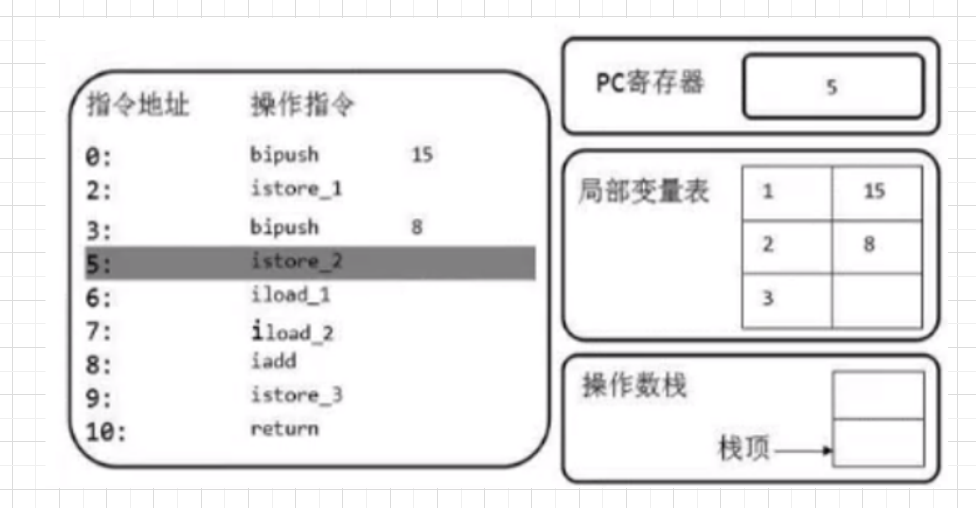 指令地址 操作指令
0: bipush 15
2: istore_1
3: bipush 8
5: istore_2
6: iload_1
7: iload_2
8: iadd
9: istore_3
10: return
PC寄存器 5
局部变量表 1 15
2 8
3
操作数栈
栈顶